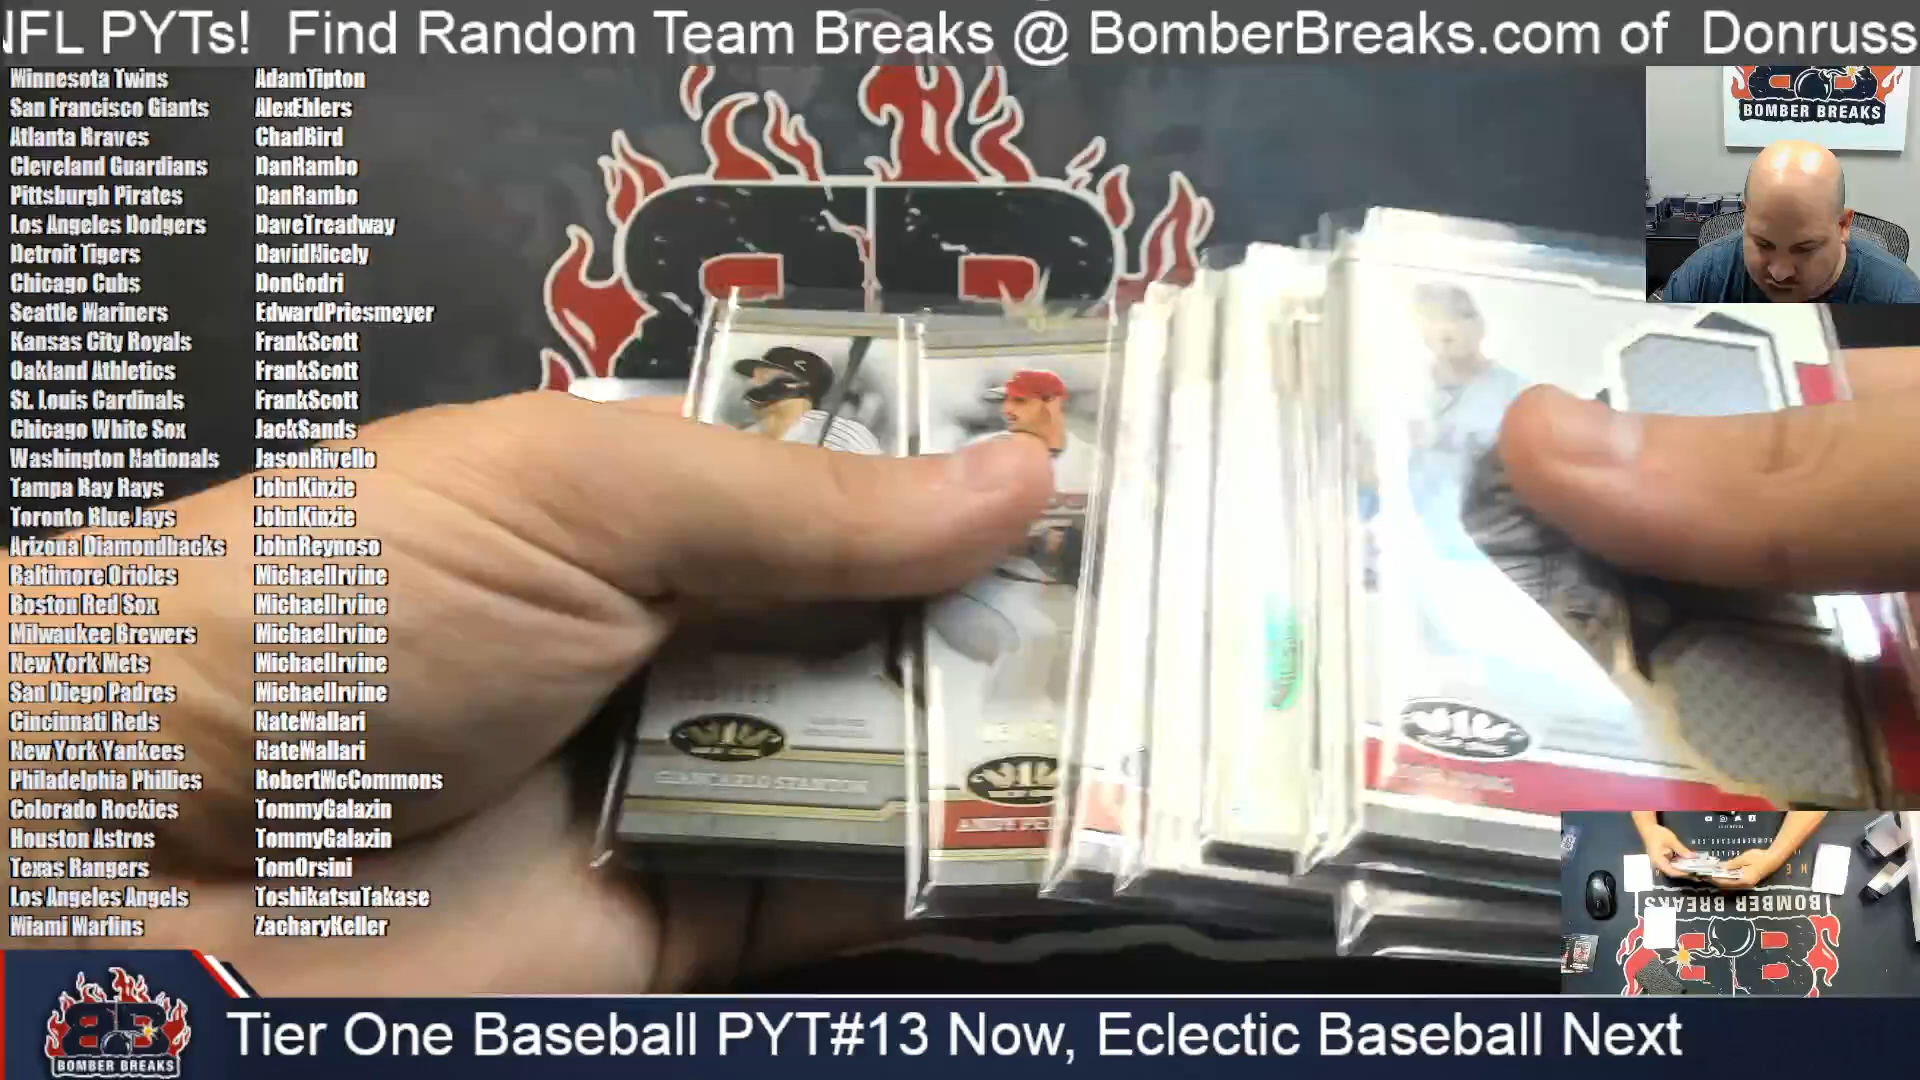 NFL PYTs! Find Random Team Breaks @ BomberBreaks.com of Donruss
Minnesota Twins AdamTipton
San Francisco Giants AlexEhlers
Atlanta Braves ChadBird
Cleveland Guardians DanRambo
Pittsburgh Pirates DanRambo
Los Angeles Dodgers DaveTreadway
Detroit Tigers DavidNicely
Chicago Cubs DonGodri
Seattle Mariners EdwardPriesmeyer
Kansas City Royals FrankScott
Oakland Athletics FrankScott
St. Louis Cardinals FrankScott
Chicago White Sox JackSands
Washington Nationals JasonRivello
Tampa Bay Rays JohnKinzie
Toronto Blue Jays JohnKinzie
Arizona Diamondbacks JohnReynoso
Baltimore Orioles MichaelIrvine
Boston Red Sox MichaelIrvine
Milwaukee Brewers MichaelIrvine
New York Mets MichaelIrvine
San Diego Padres MichaelIrvine
Cincinnati Reds NateWallari
New York Yankees NateWallari
Philadelphia Phillies RobertMcCommons
Colorado Rockies TommyGalazin
Houston Astros TommyGalazin
Texas Rangers TomOrsini
Los Angeles Angels ToshikatsuTakase
Miami Marlins ZacharyKeller
BOMBER BREAKS
GIANCARLO STANTON
BOMBER BREAKS
BB
BOMBER BREAKS
Tier One Baseball PYT#13 Now, Eclectic Baseball Next